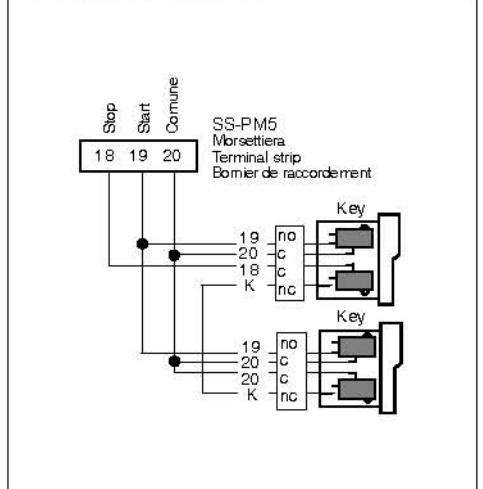 Stop
Start
Comune
18 19 20
SS-PM5
Morsettiera
Terminal strip
Bornier de raccordement
Key
19 no
20 c
18 c
K nc
Key
19 no
20 c
20 c
K nc